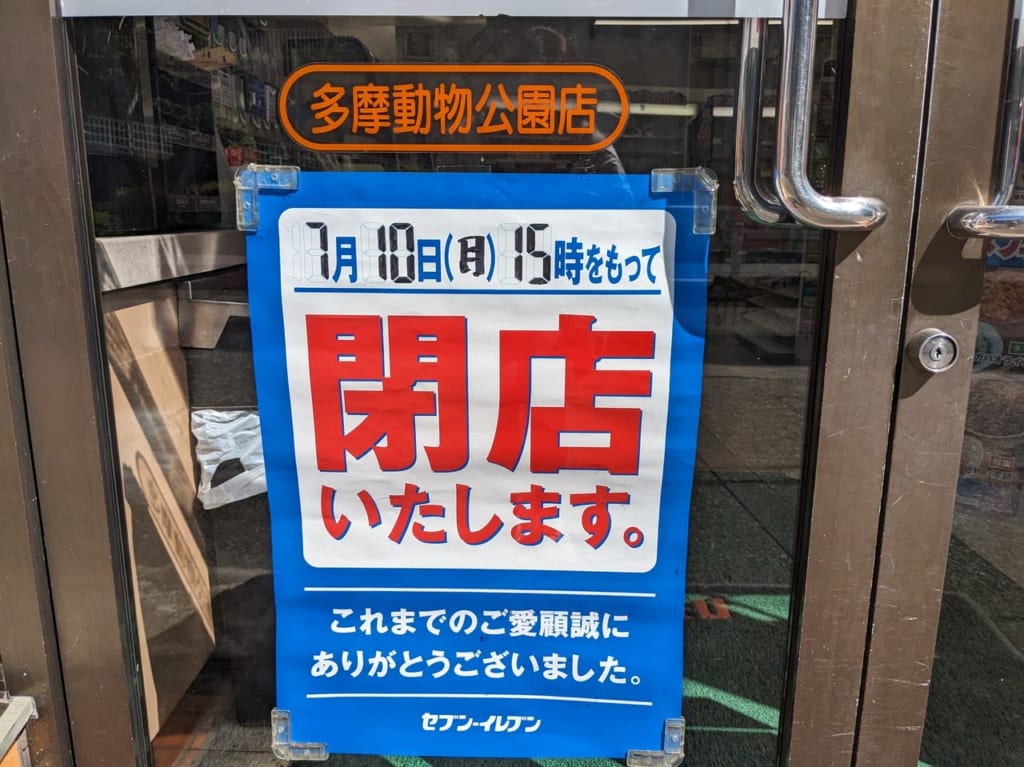 多摩動物公園店
7月10日(月)15時をもって
閉店
いたします。
これまでのご愛顧誠に
ありがとうございました。
セブン-イレブン